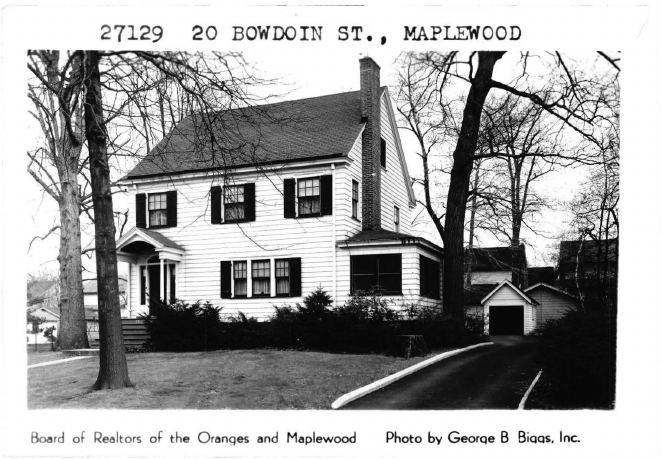 27129 20 BOWDOIN ST., MAPLEWOOD
Board of Realtors of the Oranges and Maplewood Photo by George B. Biggs, Inc.